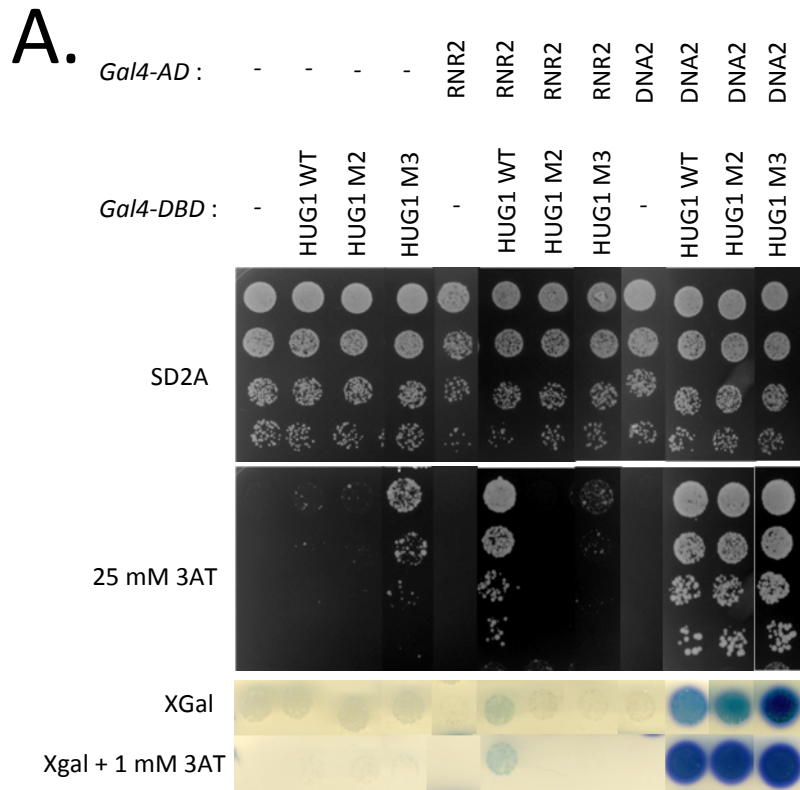 A.
Gal4-AD : - - - - RNR2 RNR2 RNR2 RNR2 DNA2 DNA2 DNA2 DNA2
Gal4-DBD : - HUG1 WT HUG1 M2 HUG1 M3 - HUG1 WT HUG1 M2 HUG1 M3 - HUG1 WT HUG1 M2 HUG1 M3
SD2A
25 mM 3AT
XGal
Xgal + 1 mM 3AT